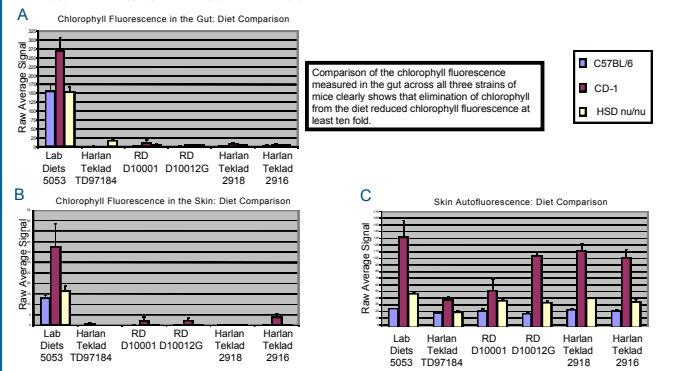 A
Chlorophyll Fluorescence in the Gut: Diet Comparison
Raw Average Signal
Lab Diets 5053
Harlan Teklad TD97184
RD D10001
RD D10012G
Harlan Teklad 2918
Harlan Teklad 2916
Comparison of the chlorophyll fluorescence
measured in the gut across all three strains of
mice clearly shows that elimination of chlorophyll
from the diet reduced chlorophyll fluorescence at
least ten fold.
C57BL/6
CD-1
HSD nu/nu
B
Chlorophyll Fluorescence in the Skin: Diet Comparison
Raw Average Signal
Lab Diets 5053
Harlan Teklad TD97184
RD D10001
RD D10012G
Harlan Teklad 2918
Harlan Teklad 2916
C
Skin Autofluorescence: Diet Comparison
Raw Average Signal
Lab Diets 5053
Harlan Teklad TD97184
RD D10001
RD D10012G
Harlan Teklad 2918
Harlan Teklad 2916